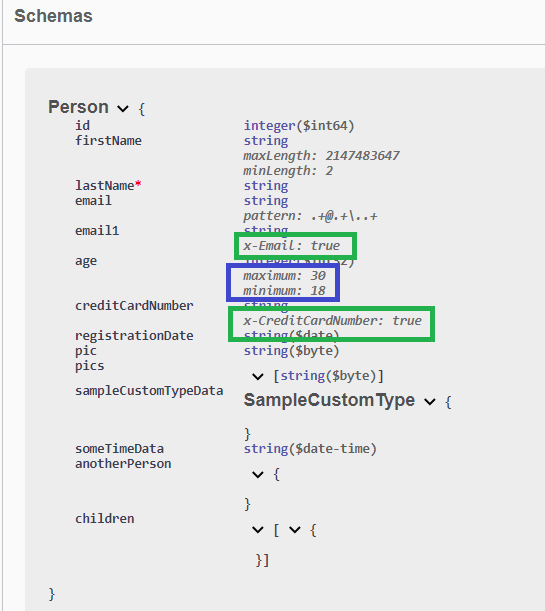 Schemas
Person {
id integer($int64)
firstName string
maxLength: 2147483647
minLength: 2
lastName* string
email string
pattern: .+@.+\..+
email1 string
x-Email: true
age integer($int32)
maximum: 30
minimum: 18
creditCardNumber string
x-CreditCardNumber: true
registrationDate string($date)
pic string($byte)
pics [string($byte)]
sampleCustomTypeData SampleCustomType {
}
someTimeData string($date-time)
anotherPerson {
}
children [ {
}]
}